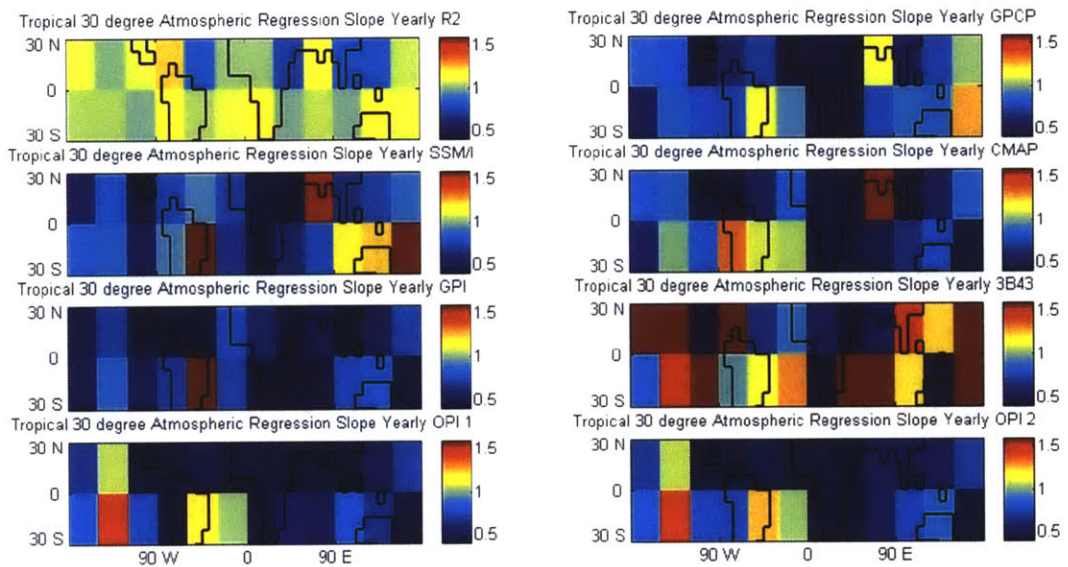 Tropical 30 degree Atmospheric Regression Slope Yearly R2
30 N
0
30 S
1.5
1
0.5
Tropical 30 degree Atmospheric Regression Slope Yearly GPCP
30 N
0
30 S
1.5
1
0.5
Tropical 30 degree Atmospheric Regression Slope Yearly SSM/I
30 N
0
30 S
1.5
1
0.5
Tropical 30 degree Atmospheric Regression Slope Yearly CMAP
30 N
0
30 S
1.5
1
0.5
Tropical 30 degree Atmospheric Regression Slope Yearly GPI
30 N
0
30 S
1.5
1
0.5
Tropical 30 degree Atmospheric Regression Slope Yearly 3B43
30 N
0
30 S
1.5
1
0.5
Tropical 30 degree Atmospheric Regression Slope Yearly OPI 1
30 N
0
30 S
1.5
1
0.5
90 W
0
90 E
Tropical 30 degree Atmospheric Regression Slope Yearly OPI 2
30 N
0
30 S
1.5
1
0.5
90 W
0
90 E